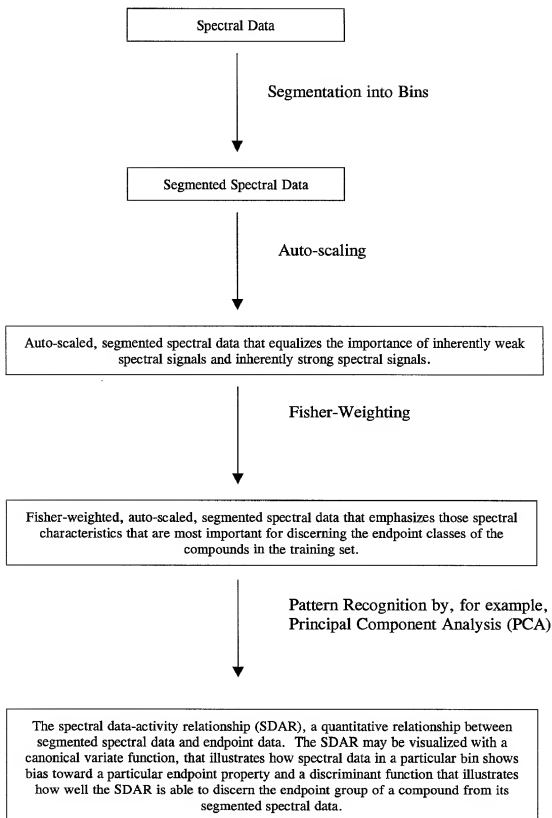 Spectral Data
Segmentation into Bins
Segmented Spectral Data
Auto-scaling
Auto-scaled, segmented spectral data that equalizes the importance of inherently weak
spectral signals and inherently strong spectral signals.
Fisher-Weighting
Fisher-weighted, auto-scaled, segmented spectral data that emphasizes those spectral
characteristics that are most important for discerning the endpoint classes of the
compounds in the training set.
Pattern Recognition by, for example,
Principal Component Analysis (PCA)
The spectral data-activity relationship (SDAR), a quantitative relationship between
segmented spectral data and endpoint data. The SDAR may be visualized with a
canonical variate function, that illustrates how spectral data in a particular bin shows
bias toward a particular endpoint property and a discriminant function that illustrates
how well the SDAR is able to discern the endpoint group of a compound from its
segmented spectral data.